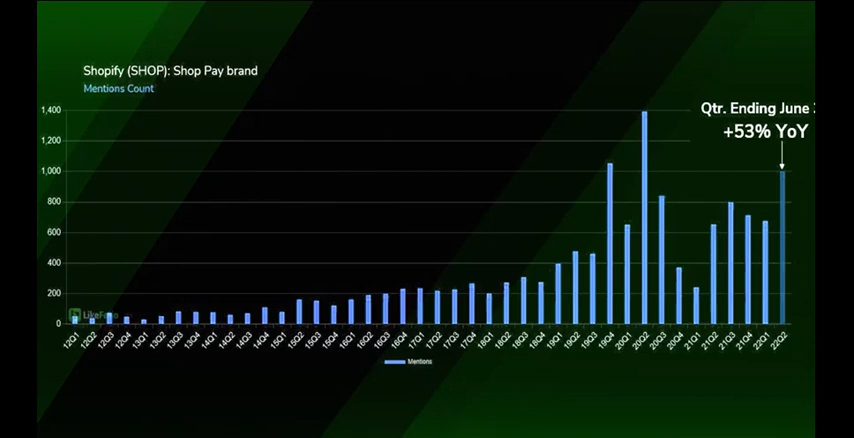 Shopify (SHOP): Shop Pay brand
Mentions Count
Qtr. Ending June
+53% YoY
1,400
1,200
1,000
800
600
400
200
0
12Q1 12Q2 12Q3 12Q4 13Q1 13Q2 13Q3 13Q4 14Q1 14Q2 14Q3 14Q4 15Q1 15Q2 15Q3 15Q4 16Q1 16Q2 16Q3 16Q4 17Q1 17Q2 17Q3 17Q4 18Q1 18Q2 18Q3 18Q4 19Q1 19Q2 19Q3 19Q4 20Q1 20Q2 20Q3 20Q4 21Q1 21Q2 21Q3 21Q4 22Q1 22Q2
Mentions